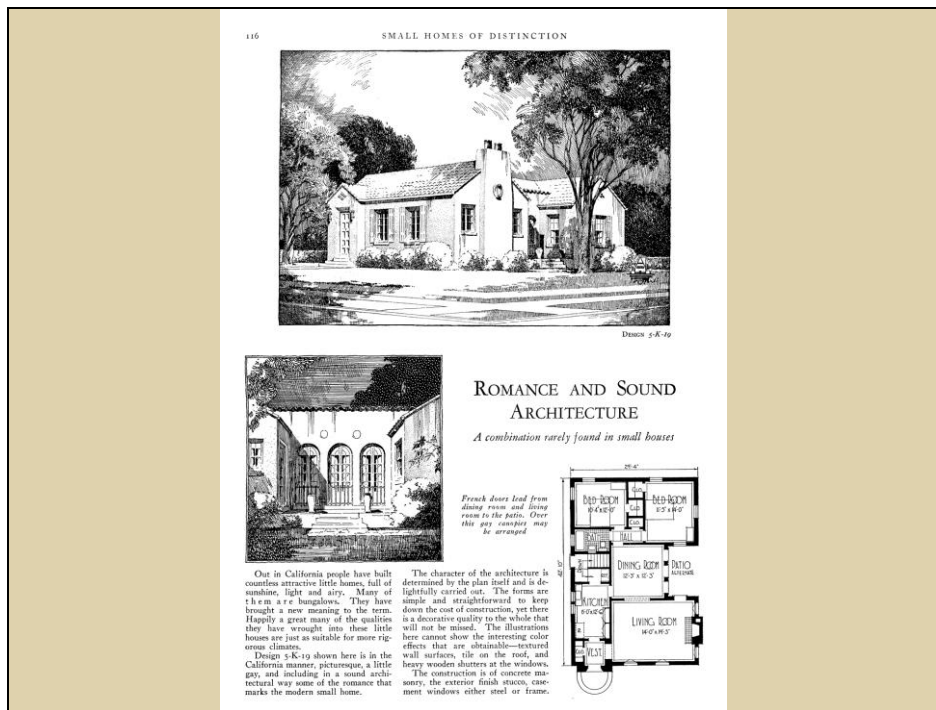 116
SMALL HOMES OF DISTINCTION
DESIGN 5-K-19
ROMANCE AND SOUND
ARCHITECTURE
A combination rarely found in small houses
French doors lead from
dining room and living
room to the patio. Over
this gay canopies may
be arranged
Out in California people have built
countless attractive little homes, full of
sunshine, light and airy. Many of
them are bungalows. They have
brought a new meaning to the term.
Happily a great many of the qualities
they have wrought into these little
houses are just as suitable for more rig-
orous climates.
Design 5-K-19 shown here is in the
California manner, picturesque, a little
gay, and including in a sound archi-
tectural way some of the romance that
marks the modern small home.
The character of the architecture is
determined by the plan itself and is de-
lightfully carried out. The forms are
simple and straightforward to keep
down the cost of construction, yet there
is a decorative quality to the whole that
will not be missed. The illustrations
here cannot show the interesting color
effects that are obtainable—textured
wall surfaces, tile on the roof, and
heavy wooden shutters at the windows.
The construction is of concrete ma-
sonry, the exterior finish stucco, case-
ment windows either steel or frame.
BED ROOM
BED ROOM
BATH
HALL
DINING ROOM
PATIO
KITCHEN
LIVING ROOM
VEST.